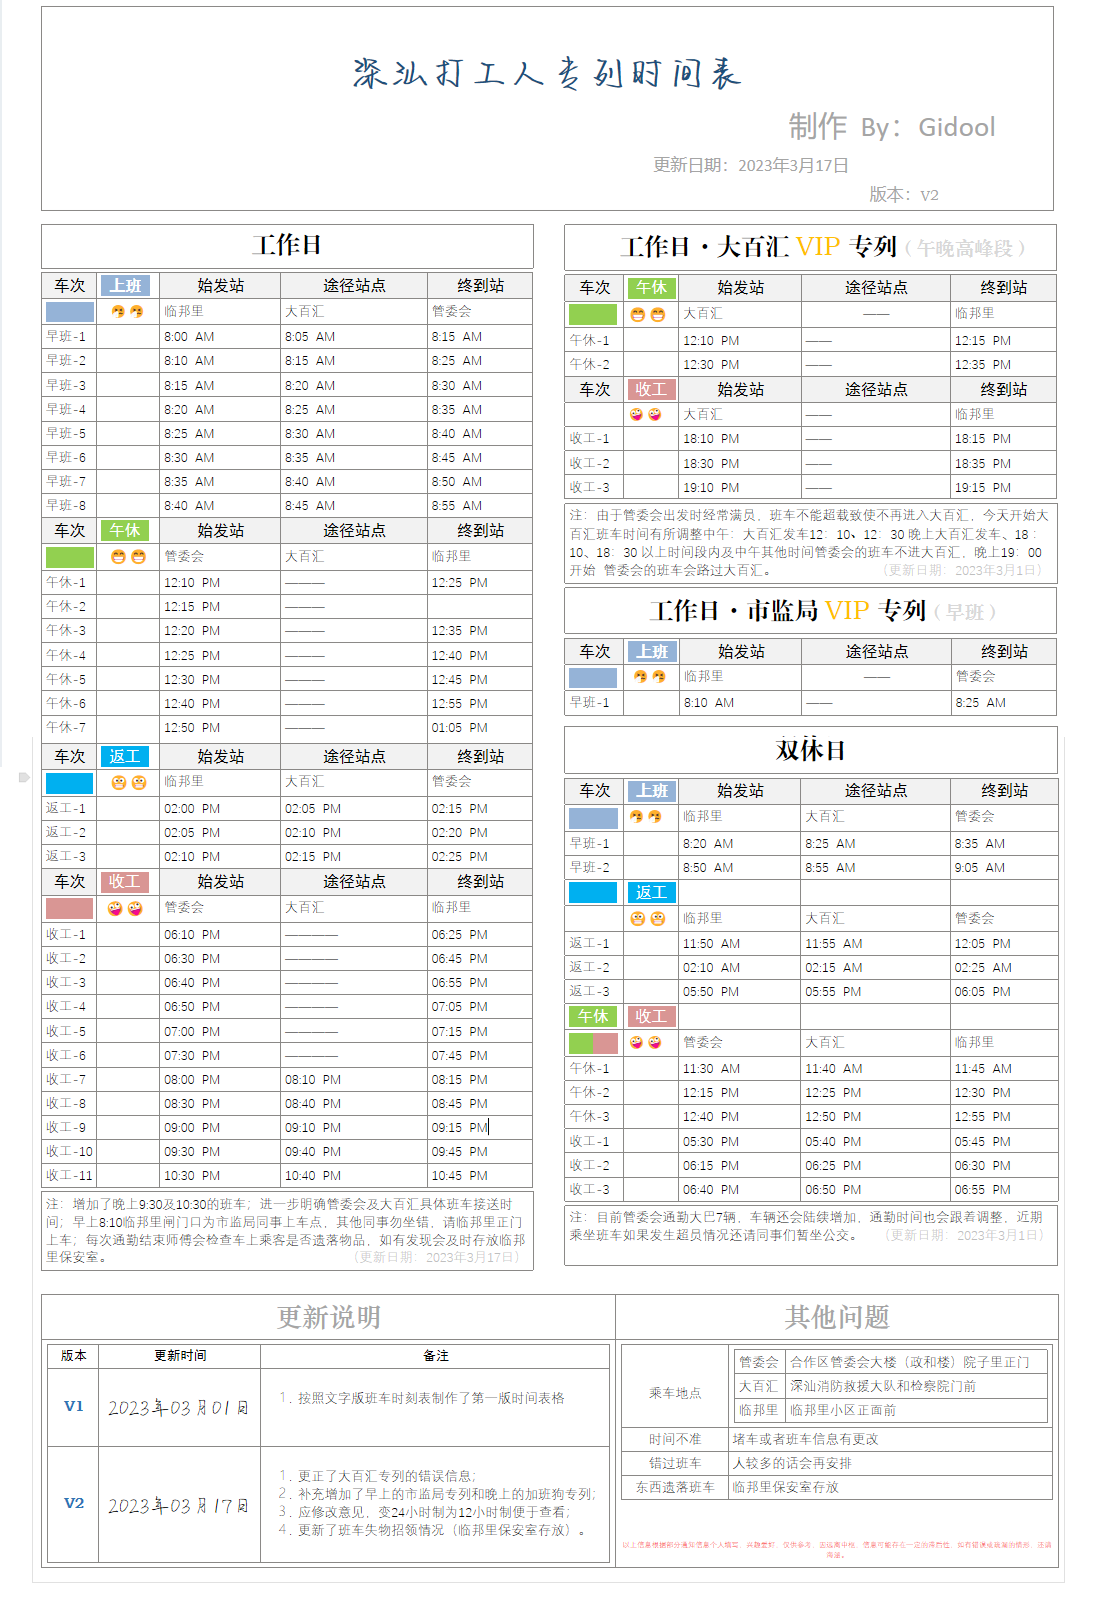 深汕打工人专列时间表
制作 By：Gidool
更新日期：2023年3月17日
版本：V2
工作日
车次 上班 始发站 途径站点 终到站
临邦里 大百汇 管委会
早班-1 8:00 AM 8:05 AM 8:15 AM
早班-2 8:10 AM 8:15 AM 8:25 AM
早班-3 8:15 AM 8:20 AM 8:30 AM
早班-4 8:20 AM 8:25 AM 8:35 AM
早班-5 8:25 AM 8:30 AM 8:40 AM
早班-6 8:30 AM 8:35 AM 8:45 AM
早班-7 8:35 AM 8:40 AM 8:50 AM
早班-8 8:40 AM 8:45 AM 8:55 AM
车次 午休 始发站 途径站点 终到站
管委会 大百汇 临邦里
午休-1 12:10 PM ——— 12:25 PM
午休-2 12:15 PM ———
午休-3 12:20 PM ——— 12:35 PM
午休-4 12:25 PM ——— 12:40 PM
午休-5 12:30 PM ——— 12:45 PM
午休-6 12:40 PM ——— 12:55 PM
午休-7 12:50 PM ——— 01:05 PM
车次 返工 始发站 途径站点 终到站
临邦里 大百汇 管委会
返工-1 02:00 PM 02:05 PM 02:15 PM
返工-2 02:05 PM 02:10 PM 02:20 PM
返工-3 02:10 PM 02:15 PM 02:25 PM
车次 收工 始发站 途径站点 终到站
管委会 大百汇 临邦里
收工-1 06:10 PM ———— 06:25 PM
收工-2 06:30 PM ———— 06:45 PM
收工-3 06:40 PM ———— 06:55 PM
收工-4 06:50 PM ———— 07:05 PM
收工-5 07:00 PM ———— 07:15 PM
收工-6 07:30 PM ———— 07:45 PM
收工-7 08:00 PM 08:10 PM 08:15 PM
收工-8 08:30 PM 08:40 PM 08:45 PM
收工-9 09:00 PM 09:10 PM 09:15 PM
收工-10 09:30 PM 09:40 PM 09:45 PM
收工-11 10:30 PM 10:40 PM 10:45 PM
注：增加了晚上9:30及10:30的班车；进一步明确管委会及大百汇具体班车接送时
间；早上8:10临邦里闸门口为市监局同事上车点，其他同事勿坐错，请临邦里正门
上车；每次通勤结束师傅会检查车上乘客是否遗落物品，如有发现会及时存放临邦
里保安室。 （更新日期：2023年3月17日）
工作日·大百汇 VIP 专列（午晚高峰段）
车次 午休 始发站 途径站点 终到站
大百汇 —— 临邦里
午休-1 12:10 PM —— 12:15 PM
午休-2 12:30 PM —— 12:35 PM
车次 收工 始发站 途径站点 终到站
大百汇 —— 临邦里
收工-1 18:10 PM —— 18:15 PM
收工-2 18:30 PM —— 18:35 PM
收工-3 19:10 PM —— 19:15 PM
注：由于管委会出发时经常满员，班车不能超载致使不再进入大百汇，今天开始大
百汇班车时间有所调整中午：大百汇发车12：10、12：30 晚上大百汇发车、18：
10、18：30 以上时间段内及中午其他时间管委会的班车不进大百汇，晚上19：00
开始 管委会的班车会路过大百汇。 （更新日期：2023年3月1日）
工作日·市监局 VIP 专列（早班）
车次 上班 始发站 途径站点 终到站
临邦里 —— 管委会
早班-1 8:10 AM —— 8:25 AM
双休日
车次 上班 始发站 途径站点 终到站
临邦里 大百汇 管委会
早班-1 8:20 AM 8:25 AM 8:35 AM
早班-2 8:50 AM 8:55 AM 9:05 AM
返工
临邦里 大百汇 管委会
返工-1 11:50 AM 11:55 AM 12:05 PM
返工-2 02:10 AM 02:15 AM 02:25 AM
返工-3 05:50 PM 05:55 PM 06:05 PM
午休 收工
管委会 大百汇 临邦里
午休-1 11:30 AM 11:40 AM 11:45 AM
午休-2 12:15 PM 12:25 PM 12:30 PM
午休-3 12:40 PM 12:50 PM 12:55 PM
收工-1 05:30 PM 05:40 PM 05:45 PM
收工-2 06:15 PM 06:25 PM 06:30 PM
收工-3 06:40 PM 06:50 PM 06:55 PM
注：目前管委会通勤大巴7辆，车辆还会陆续增加，通勤时间也会跟着调整，近期
乘坐班车如果发生超员情况还请同事们暂坐公交。 （更新日期：2023年3月1日）
更新说明
版本 更新时间 备注
V1 2023年03月01日 1. 按照文字版班车时刻表制作了第一版时间表格
V2 2023年03月17日
1. 更正了大百汇专列的错误信息；
2. 补充增加了早上的市监局专列和晚上的加班狗专列；
3. 应修改意见，变24小时制为12小时制便于查看；
4. 更新了班车失物招领情况（临邦里保安室存放）。
其他问题
乘车地点
管委会 合作区管委会大楼（政和楼）院子里正门
大百汇 深汕消防救援大队和检察院门前
临邦里 临邦里小区正面前
时间不准 堵车或者班车信息有更改
错过班车 人较多的话会再安排
东西遗落班车 临邦里保安室存放